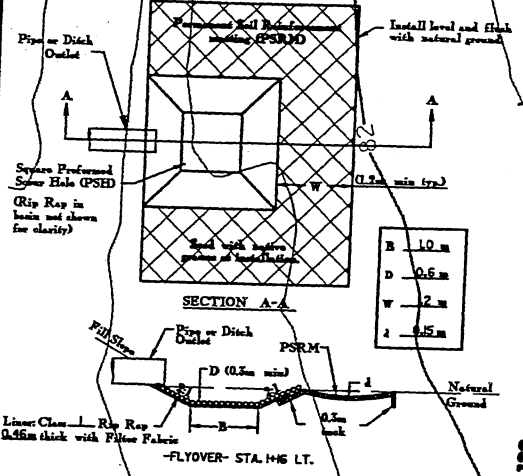 Permanent Soil Reinforcement
matting (PSRM)
Install level and flush
with natural ground
Pipe or Ditch
Outlet
A
A
82
Square Preformed
Scour Hole (PSH)
W
(1.2m min typ.)
(Rip Rap in
basin not shown
for clarity)
Seed with native
grasses at installation
B 1.0 m
D 0.6 m
W 1.2 m
d 0.15 m
SECTION A-A
Fill Slope
Pipe or Ditch
Outlet
D (0.3m min)
PSRM
d
Natural
Ground
Liner: Class I Rip Rap
0.46m thick with Filter Fabric
B
0.3m
tuck
-FLYOVER- STA. 1+16 LT.